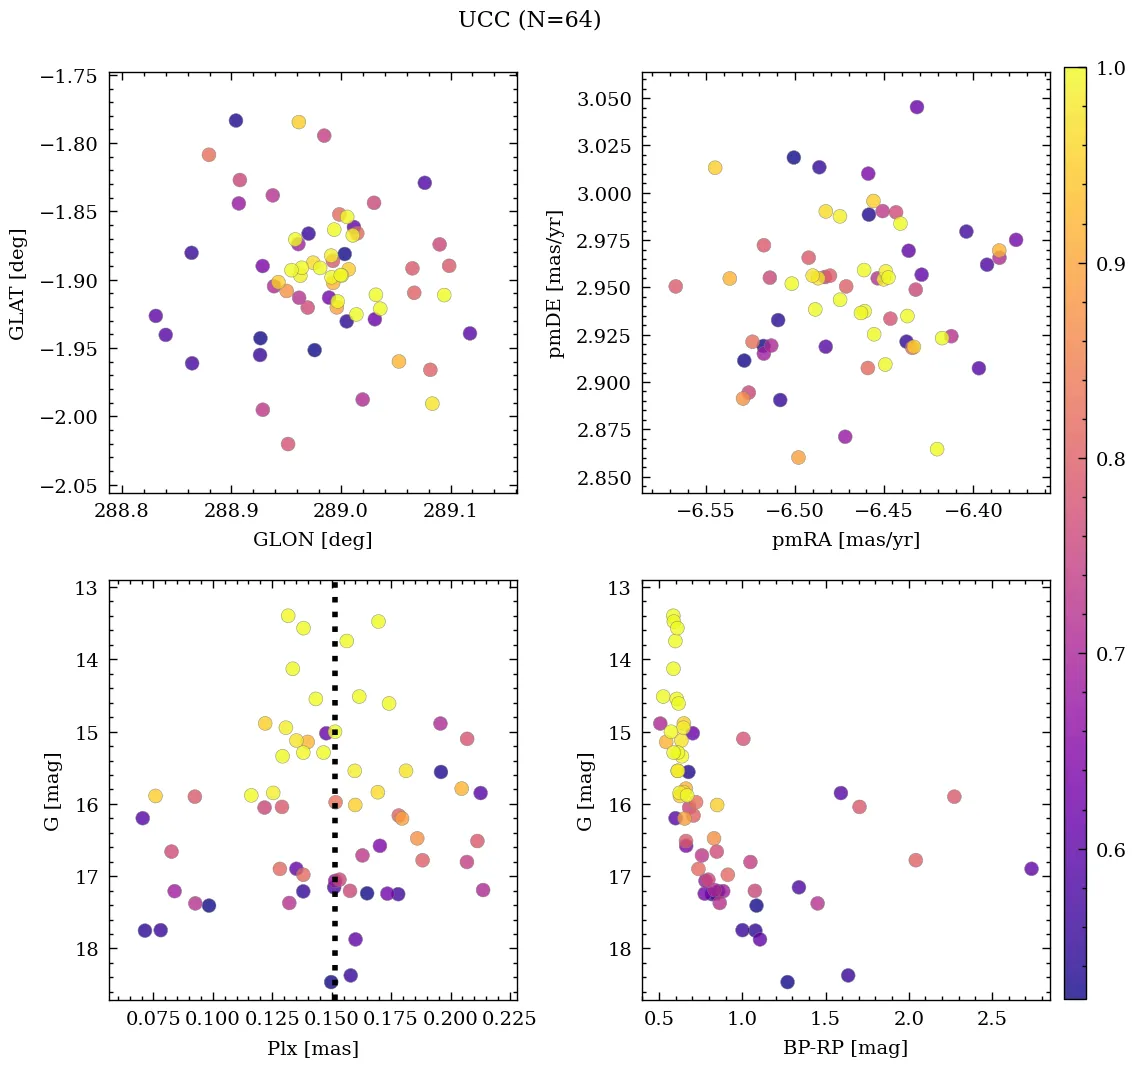 UCC (N=64)
−1.75
−1.80
−1.85
−1.90
−1.95
−2.00
−2.05
GLAT [deg]
288.8 288.9 289.0 289.1
GLON [deg]
3.050
3.025
3.000
2.975
2.950
2.925
2.900
2.875
2.850
pmDE [mas/yr]
−6.55 −6.50 −6.45 −6.40
pmRA [mas/yr]
13
14
15
16
17
18
G [mag]
0.075 0.100 0.125 0.150 0.175 0.200 0.225
Plx [mas]
13
14
15
16
17
18
G [mag]
0.5 1.0 1.5 2.0 2.5
BP-RP [mag]
1.0
0.9
0.8
0.7
0.6